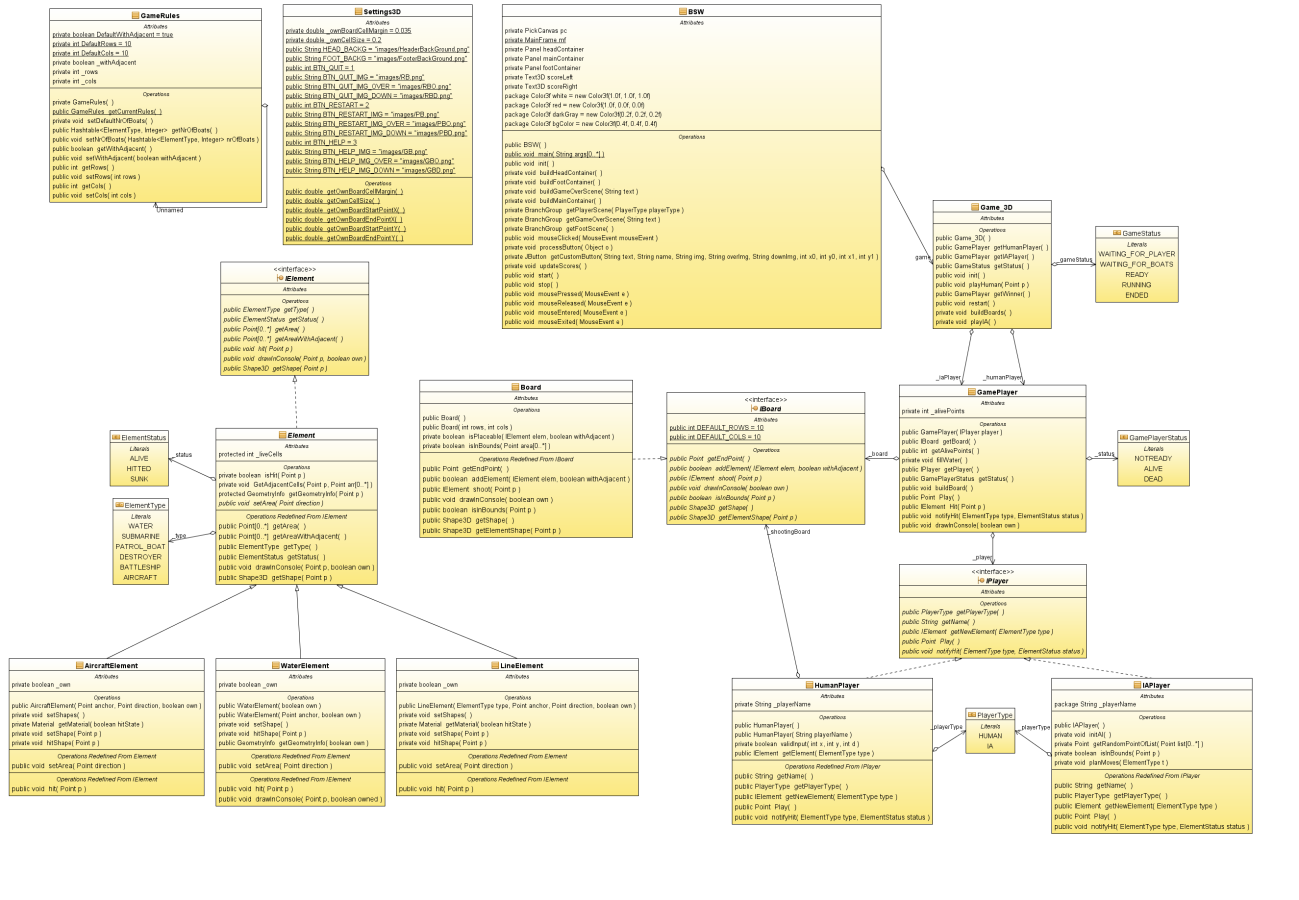 GameRules
Attributes
private boolean DefaultWithAdjacent = true
private int DefaultRows = 10
private int DefaultCols = 10
private boolean _withAdjacent
private int _rows
private int _cols
Operations
private GameRules( )
public GameRules getCurrentRules( )
private void setDefaultNrOfBoats( )
public Hashtable<ElementType, Integer> getNrOfBoats( )
public void setNrOfBoats( Hashtable<ElementType, Integer> nrOfBoats )
public boolean getWithAdjacent( )
public void setWithAdjacent( boolean withAdjacent )
public int getRows( )
public void setRows( int rows )
public int getCols( )
public void setCols( int cols )
Unnamed
Settings3D
Attributes
private double _ownBoardCellMargin = 0.035
private double _ownCellSize = 0.2
public String HEAD_BACKG = "images/HeaderBackGround.png"
public String FOOT_BACKG = "images/FooterBackGround.png"
public int BTN_QUIT = 1
public String BTN_QUIT_IMG = "images/RB.png"
public String BTN_QUIT_IMG_OVER = "images/RBO.png"
public String BTN_QUIT_IMG_DOWN = "images/RBD.png"
public int BTN_RESTART = 2
public String BTN_RESTART_IMG = "images/PB.png"
public String BTN_RESTART_IMG_OVER = "images/PBO.png"
public String BTN_RESTART_IMG_DOWN = "images/PBD.png"
public int BTN_HELP = 3
public String BTN_HELP_IMG = "images/GB.png"
public String BTN_HELP_IMG_OVER = "images/GBO.png"
public String BTN_HELP_IMG_DOWN = "images/GBD.png"
Operations
public double getOwnBoardCellMargin( )
public double getOwnCellSize( )
public double getOwnBoardStartPointX( )
public double getOwnBoardEndPointX( )
public double getOwnBoardStartPointY( )
public double getOwnBoardEndPointY( )
BSW
Attributes
private PickCanvas pc
private MainFrame mf
private Panel headContainer
private Panel mainContainer
private Panel footContainer
private Text3D scoreLeft
private Text3D scoreRight
package Color3f white = new Color3f(1.0f, 1.0f, 1.0f)
package Color3f red = new Color3f(1.0f, 0.0f, 0.0f)
package Color3f darkGray = new Color3f(0.2f, 0.2f, 0.2f)
package Color3f bgColor = new Color3f(0.4f, 0.4f, 0.4f)
Operations
public BSW( )
public void main( String args[0..*] )
public void init( )
private void buildHeadContainer( )
private void buildFootContainer( )
private void buildGameOverScene( String text )
private void buildMainContainer( )
private BranchGroup getPlayerScene( PlayerType playerType )
private BranchGroup getGameOverScene( String text )
private BranchGroup getFootScene( )
public void mouseClicked( MouseEvent mouseEvent )
private void processButton( Object o )
private JButton getCustomButton( String text, String name, String img, String overImg, String downImg, int x0, int y0, int x1, int y1 )
private void updateScores( )
public void start( )
public void stop( )
public void mousePressed( MouseEvent e )
public void mouseReleased( MouseEvent e )
public void mouseEntered( MouseEvent e )
public void mouseExited( MouseEvent e )
game
Game_3D
Attributes
Operations
public Game_3D( )
public GamePlayer getHumanPlayer( )
public GamePlayer getIAPlayer( )
public GameStatus getStatus( )
public void init( )
public void playHuman( Point p )
public GamePlayer getWinner( )
public void restart( )
private void buildBoards( )
private void playIA( )
_gameStatus
GameStatus
Literals
WAITING_FOR_PLAYER
WAITING_FOR_BOATS
READY
RUNNING
ENDED
<<interface>>
IElement
Attributes
Operations
public ElementType getType( )
public ElementStatus getStatus( )
public Point[0..*] getArea( )
public Point[0..*] getAreaWithAdjacent( )
public void hit( Point p )
public void drawInConsole( Point p, boolean own )
public Shape3D getShape( Point p )
_iaPlayer
_humanPlayer
Board
Attributes
Operations
public Board( )
public Board( int rows, int cols )
private boolean isPlaceable( IElement elem, boolean withAdjacent )
private boolean isInBounds( Point area[0..*] )
Operations Redefined From IBoard
public Point getEndPoint( )
public boolean addElement( IElement elem, boolean withAdjacent )
public IElement shoot( Point p )
public void drawInConsole( boolean own )
public boolean isInBounds( Point p )
public Shape3D getShape( )
public Shape3D getElementShape( Point p )
<<interface>>
IBoard
Attributes
public int DEFAULT_ROWS = 10
public int DEFAULT_COLS = 10
Operations
public Point getEndPoint( )
public boolean addElement( IElement elem, boolean withAdjacent )
public IElement shoot( Point p )
public void drawInConsole( boolean own )
public boolean isInBounds( Point p )
public Shape3D getShape( )
public Shape3D getElementShape( Point p )
_board
_shootingBoard
GamePlayer
Attributes
private int _alivePoints
Operations
public GamePlayer( IPlayer player )
public IBoard getBoard( )
public int getAlivePoints( )
private void fillWater( )
public IPlayer getPlayer( )
public GamePlayerStatus getStatus( )
public void buildBoard( )
public Point Play( )
public IElement Hit( Point p )
public void notifyHit( ElementType type, ElementStatus status )
public void drawInConsole( boolean own )
_status
GamePlayerStatus
Literals
NOTREADY
ALIVE
DEAD
ElementStatus
Literals
ALIVE
HITTED
SUNK
_status
ElementType
Literals
WATER
SUBMARINE
PATROL_BOAT
DESTROYER
BATTLESHIP
AIRCRAFT
_type
Element
Attributes
protected int _liveCells
Operations
private boolean isHit( Point p )
private void GetAdjacentCells( Point p, Point arr[0..*] )
protected GeometryInfo getGeometryInfo( Point p )
public void setArea( Point direction )
Operations Redefined From IElement
public Point[0..*] getArea( )
public Point[0..*] getAreaWithAdjacent( )
public ElementType getType( )
public ElementStatus getStatus( )
public void drawInConsole( Point p, boolean own )
public Shape3D getShape( Point p )
_player
<<interface>>
IPlayer
Attributes
Operations
public PlayerType getPlayerType( )
public String getName( )
public IElement getNewElement( ElementType type )
public Point Play( )
public void notifyHit( ElementType type, ElementStatus status )
AircraftElement
Attributes
private boolean _own
Operations
public AircraftElement( Point anchor, Point direction, boolean own )
private void setShapes( )
private Material getMaterial( boolean hitState )
private void setShape( Point p )
private void hitShape( Point p )
Operations Redefined From Element
public void setArea( Point direction )
Operations Redefined From IElement
public void hit( Point p )
WaterElement
Attributes
private boolean _own
Operations
public WaterElement( boolean own )
public WaterElement( Point anchor, boolean own )
private void setShape( )
private void hitShape( Point p )
public GeometryInfo getGeometryInfo( boolean own )
Operations Redefined From Element
public void setArea( Point direction )
Operations Redefined From IElement
public void hit( Point p )
public void drawInConsole( Point p, boolean owned )
LineElement
Attributes
private boolean _own
Operations
public LineElement( ElementType type, Point anchor, Point direction, boolean own )
private void setShapes( )
private Material getMaterial( boolean hitState )
private void setShape( Point p )
private void hitShape( Point p )
Operations Redefined From Element
public void setArea( Point direction )
Operations Redefined From IElement
public void hit( Point p )
HumanPlayer
Attributes
private String _playerName
Operations
public HumanPlayer( )
public HumanPlayer( String playerName )
private boolean validInput( int x, int y, int d )
public Element getElement( ElementType type )
Operations Redefined From IPlayer
public String getName( )
public PlayerType getPlayerType( )
public IElement getNewElement( ElementType type )
public Point Play( )
public void notifyHit( ElementType type, ElementStatus status )
_playerType
PlayerType
Literals
HUMAN
IA
_playerType
IAPlayer
Attributes
package String _playerName
Operations
public IAPlayer( )
private void initAI( )
private Point getRandomPointOfList( Point list[0..*] )
private boolean isInBounds( Point p )
private void planMoves( ElementType t )
Operations Redefined From IPlayer
public String getName( )
public PlayerType getPlayerType( )
public IElement getNewElement( ElementType type )
public Point Play( )
public void notifyHit( ElementType type, ElementStatus status )